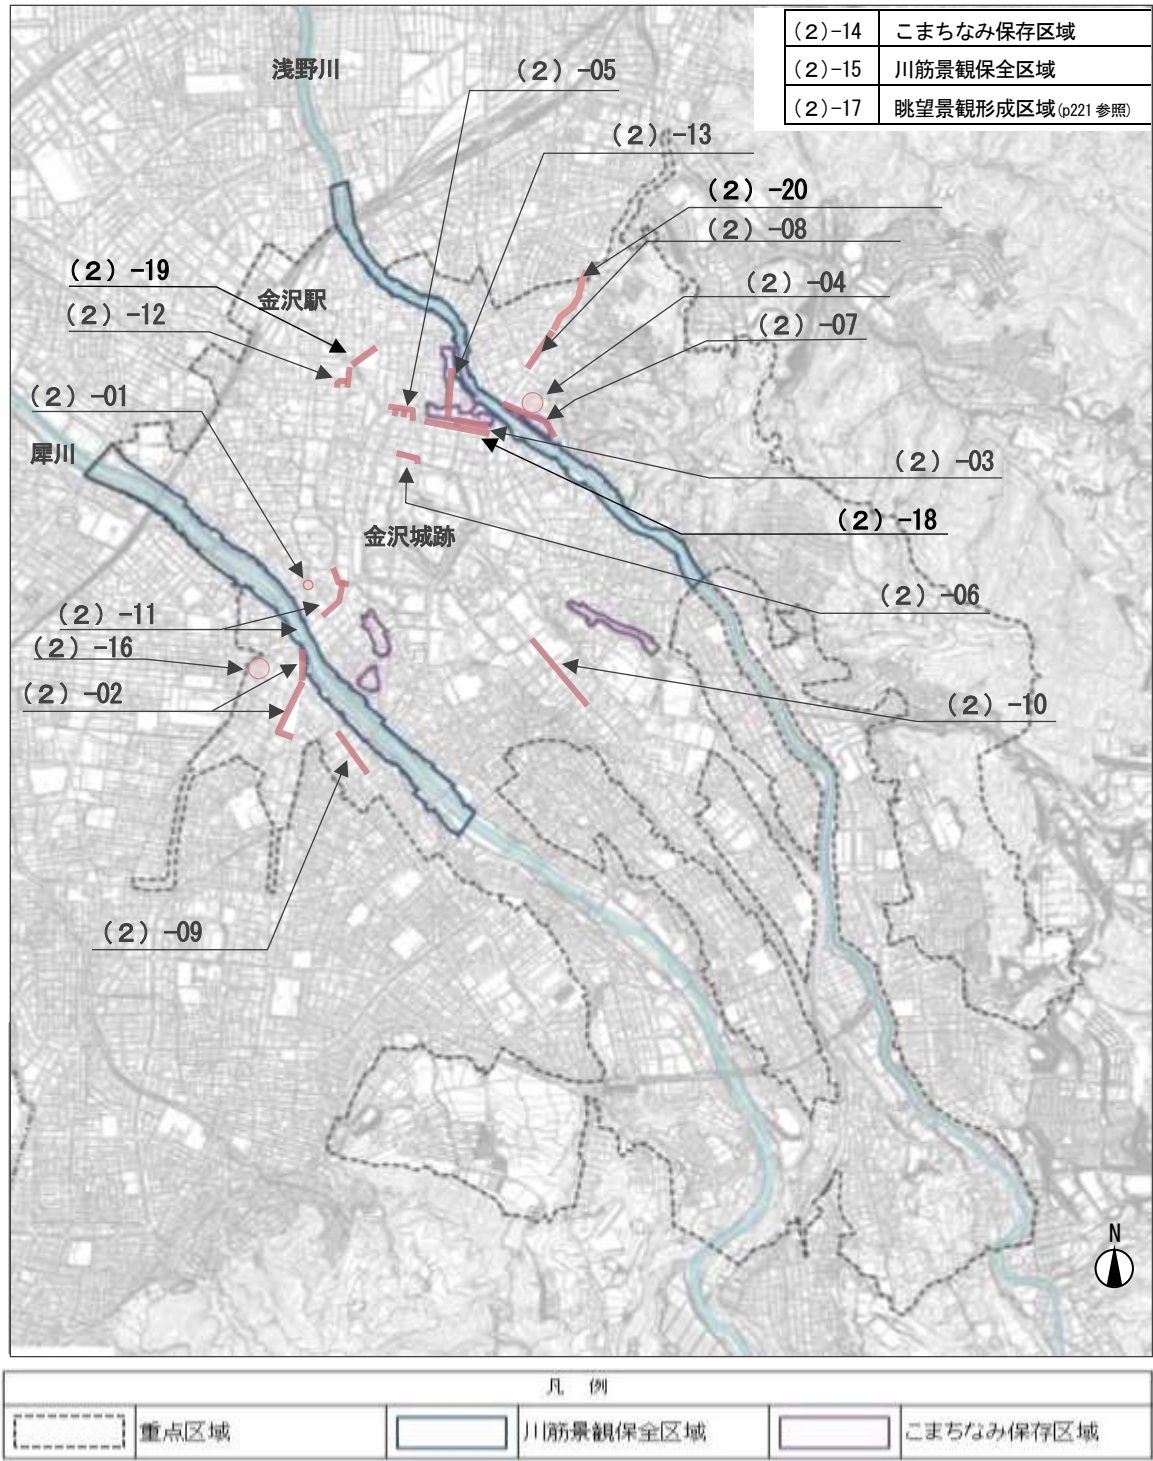 (2)-14 こまちなみ保存区域
(2)-15 川筋景観保全区域
(2)-17 眺望景観形成区域(p221 参照)
浅野川
(2)-05
(2)-13
(2)-20
(2)-08
(2)-19
金沢駅
(2)-04
(2)-12
(2)-07
(2)-01
犀川
(2)-03
(2)-18
金沢城跡
(2)-06
(2)-11
(2)-16
(2)-02
(2)-10
(2)-09
N
凡 例
重点区域
川筋景観保全区域
こまちなみ保存区域